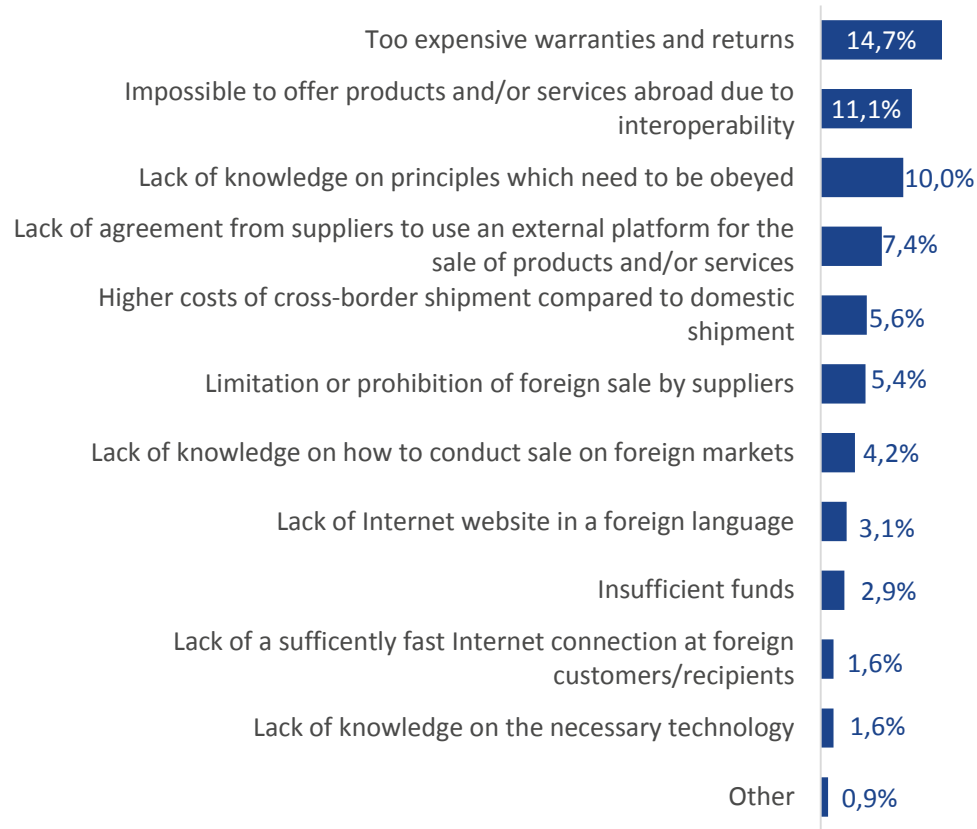 Too expensive warranties and returns
14,7%
Impossible to offer products and/or services abroad due to
interoperability
11,1%
Lack of knowledge on principles which need to be obeyed
10,0%
Lack of agreement from suppliers to use an external platform for the
sale of products and/or services
7,4%
Higher costs of cross-border shipment compared to domestic
shipment
5,6%
Limitation or prohibition of foreign sale by suppliers
5,4%
Lack of knowledge on how to conduct sale on foreign markets
4,2%
Lack of Internet website in a foreign language
3,1%
Insufficient funds
2,9%
Lack of a sufficently fast Internet connection at foreign
customers/recipients
1,6%
Lack of knowledge on the necessary technology
1,6%
Other
0,9%